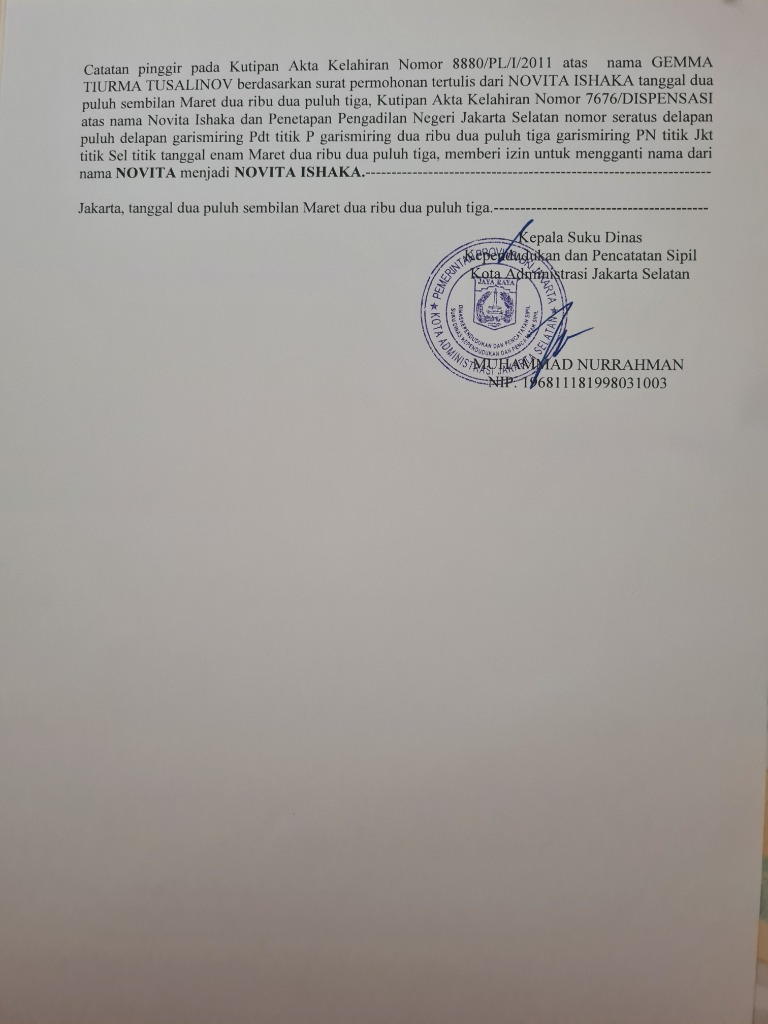 Catatan pinggir pada Kutipan Akta Kelahiran Nomor 8880/PL/I/2011 atas nama GEMMA
TIURMA TUSALINOV berdasarkan surat permohonan tertulis dari NOVITA ISHAKA tanggal dua
puluh sembilan Maret dua ribu dua puluh tiga, Kutipan Akta Kelahiran Nomor 7676/DISPENSASI
atas nama Novita Ishaka dan Penetapan Pengadilan Negeri Jakarta Selatan nomor seratus delapan
puluh delapan garismiring Pdt titik P garismiring dua ribu dua puluh tiga garismiring PN titik Jkt
titik Sel titik tanggal enam Maret dua ribu dua puluh tiga, memberi izin untuk mengganti nama dari
nama NOVITA menjadi NOVITA ISHAKA.------------------------------------------------------------------
Jakarta, tanggal dua puluh sembilan Maret dua ribu dua puluh tiga.-----------------------------------------
Kepala Suku Dinas
Kependudukan dan Pencatatan Sipil
Kota Administrasi Jakarta Selatan
PEMERINTAH PROVINSI DKI JAKARTA
JAYA RAYA
SUKU DINAS KEPENDUDUKAN DAN PENCATATAN SIPIL
★ KOTA ADMINISTRASI JAKARTA SELATAN ★
MUHAMMAD NURRAHMAN
NIP. 196811181998031003